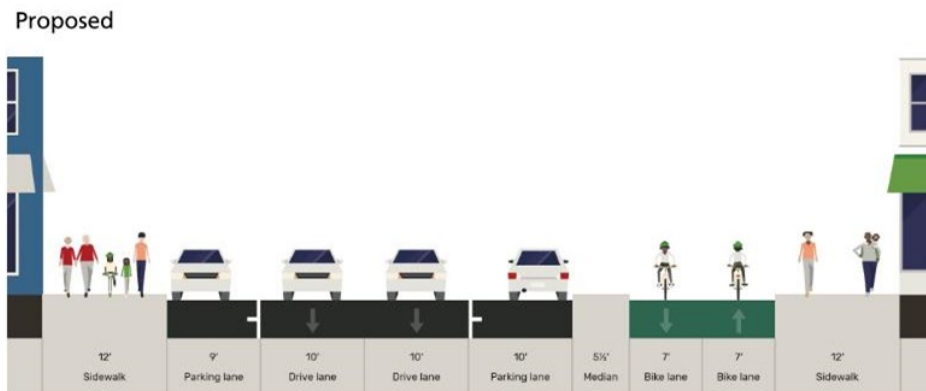 Proposed
12' 9' 10' 10' 10' 5½' 7' 7' 12'
Sidewalk Parking lane Drive lane Drive lane Parking lane Median Bike lane Bike lane Sidewalk